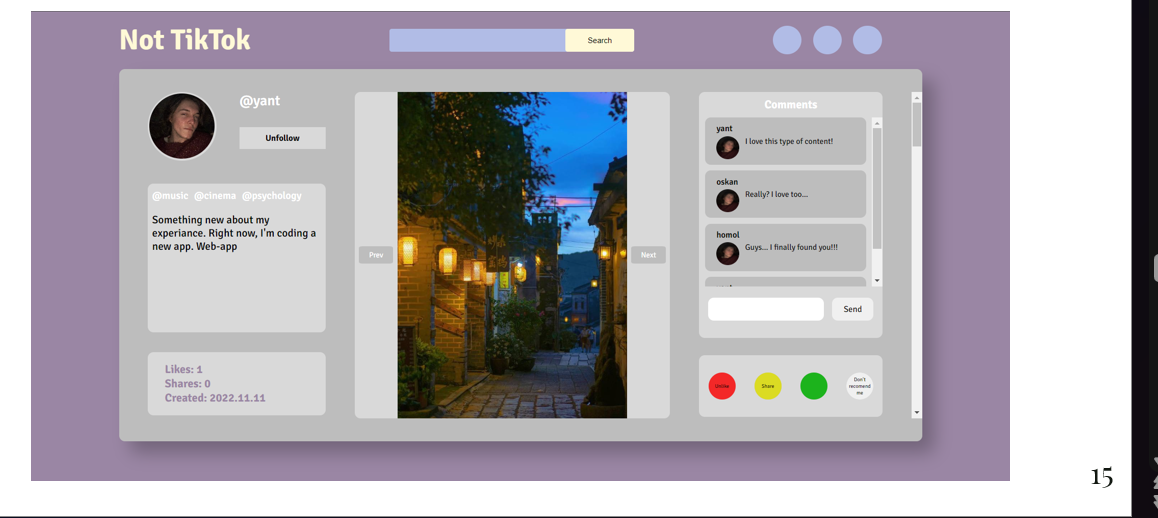 Not TikTok
Search
@yant
Unfollow
@music @cinema @psychology
Something new about my
experiance. Right now, I'm coding a
new app. Web-app
Likes: 1
Shares: 0
Created: 2022.11.11
Prev
Next
Comments
yant
I love this type of content!
oskan
Really? I love too...
homol
Guys... I finally found you!!!
Send
Unlike
Share
Don't
recomend
me
15